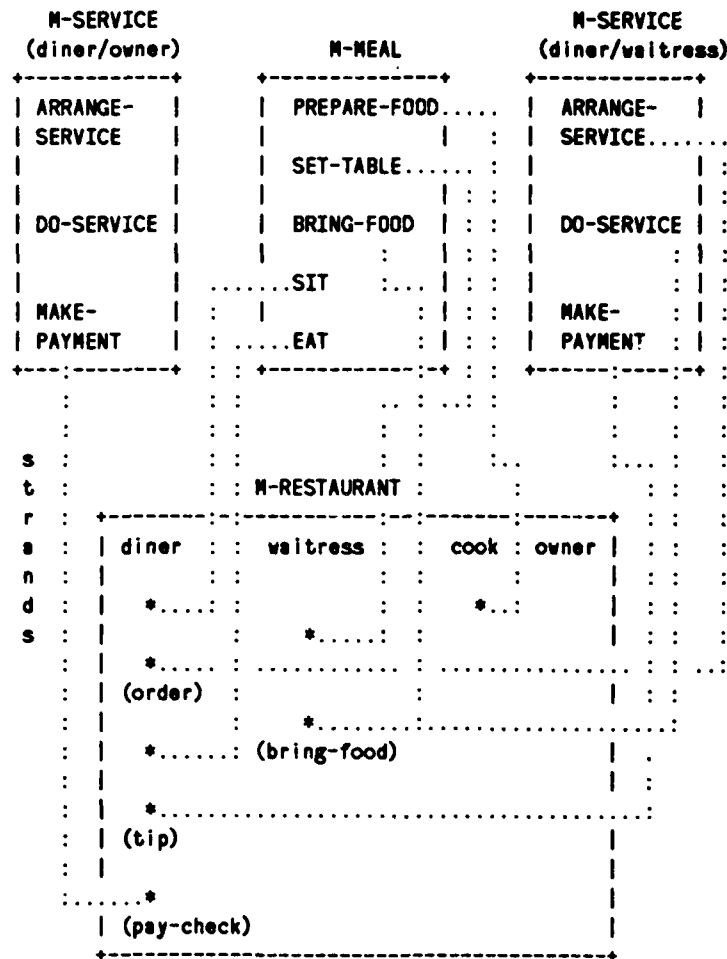 M-SERVICE M-SERVICE
(diner/owner) M-MEAL (diner/waitress)
ARRANGE- PREPARE-FOOD ARRANGE-
SERVICE SERVICE
SET-TABLE
DO-SERVICE BRING-FOOD DO-SERVICE
SIT
MAKE- MAKE-
PAYMENT EAT PAYMENT
strands
M-RESTAURANT
diner waitress cook owner
(order)
(bring-food)
(tip)
(pay-check)